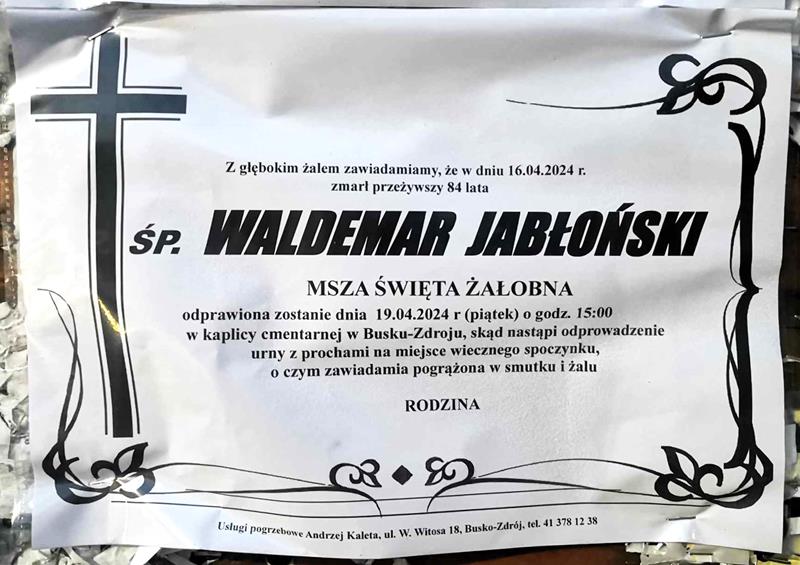 Z głębokim żalem zawiadamiamy, że w dniu 16.04.2024 r.
zmarł przeżywszy 84 lata
ŚP. WALDEMAR JABŁOŃSKI
MSZA ŚWIĘTA ŻAŁOBNA
odprawiona zostanie dnia 19.04.2024 r (piątek) o godz. 15:00
w kaplicy cmentarnej w Busku-Zdroju, skąd nastąpi odprowadzenie
urny z prochami na miejsce wiecznego spoczynku,
o czym zawiadamia pogrążona w smutku i żalu
RODZINA
Usługi pogrzebowe Andrzej Kaleta, ul. W. Witosa 18, Busko-Zdrój, tel. 41 378 12 38